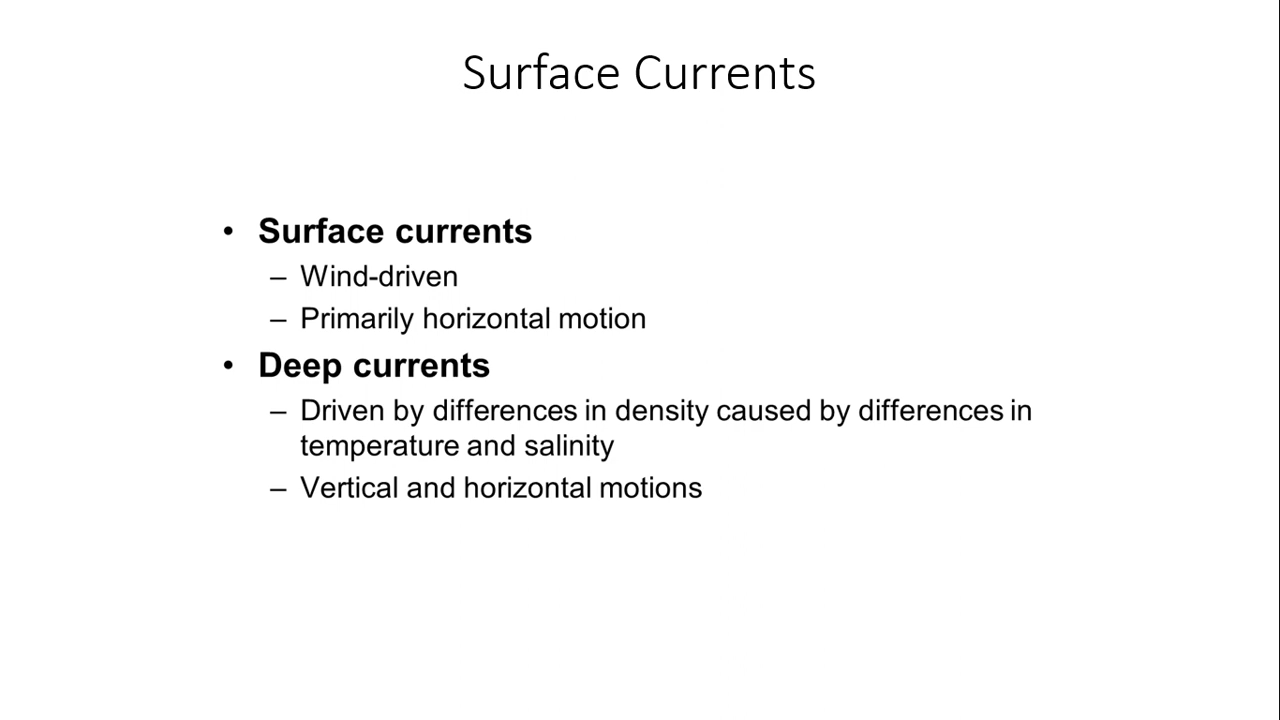 Surface Currents
• Surface currents
– Wind-driven
– Primarily horizontal motion
• Deep currents
– Driven by differences in density caused by differences in
temperature and salinity
– Vertical and horizontal motions